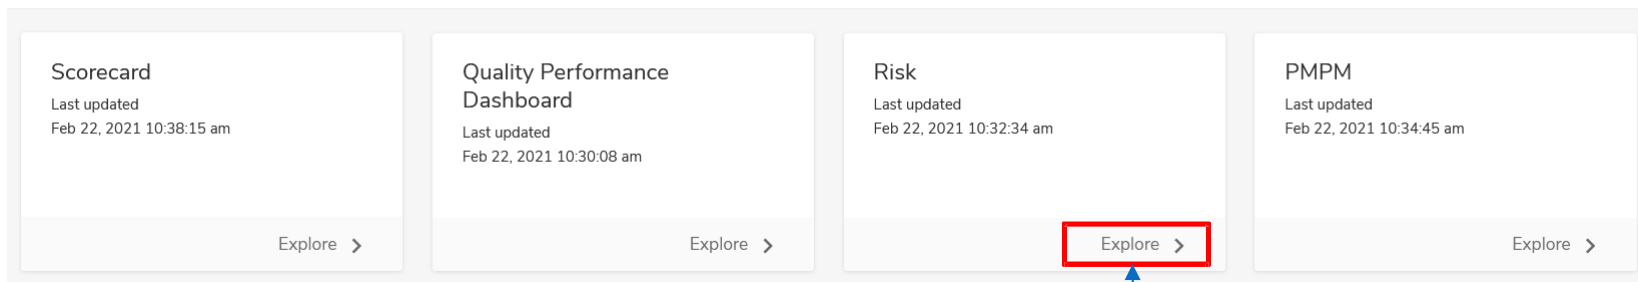 Scorecard
Last updated
Feb 22, 2021 10:38:15 am
Explore
Quality Performance
Dashboard
Last updated
Feb 22, 2021 10:30:08 am
Explore
Risk
Last updated
Feb 22, 2021 10:32:34 am
Explore
PMPM
Last updated
Feb 22, 2021 10:34:45 am
Explore